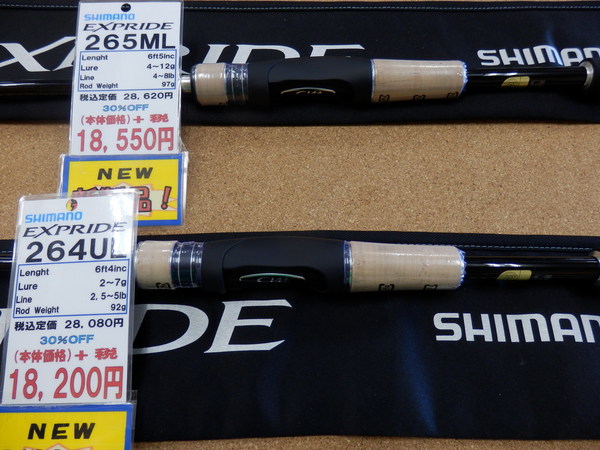 SHIMANO
EXPRIDE
265ML
Lenght 6ft5inc
Lure 4~12g
Line 4~8lb
Rod Weight 97g
税込定価 28,620円
30%OFF
(本体価格)+税
18,550円
NEW
品!
XRIDE
SHIMANO
SHIMANO
EXPRIDE
264UL
Lenght 6ft4inc
Lure 2~7g
Line 2.5~5lb
Rod Weight 92g
税込定価 28,080円
30%OFF
(本体価格)+税
18,200円
NEW
RIDE
SHIMANO